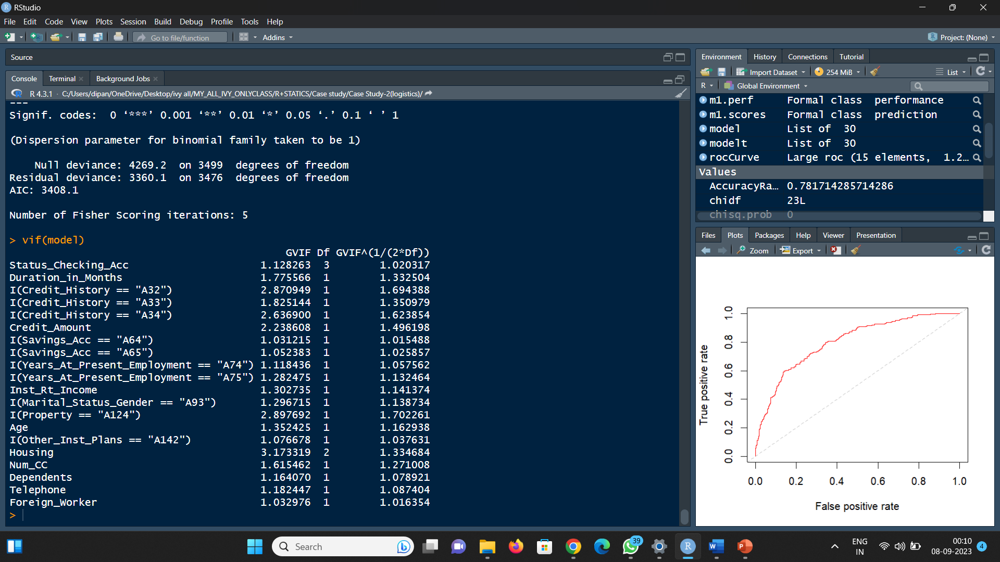 RStudio
File Edit Code View Plots Session Build Debug Profile Tools Help
Go to file/function Addins Project: (None)
Source
Console Terminal Background Jobs
R 4.3.1 · C:/Users/dipan/OneDrive/Desktop/ivy all/MY_ALL_IVY_ONLYCLASS/R+STATICS/Case study/Case Study-2(logistics)/
---
Signif. codes:  0 ‘***’ 0.001 ‘**’ 0.01 ‘*’ 0.05 ‘.’ 0.1 ‘ ’ 1
(Dispersion parameter for binomial family taken to be 1)
Null deviance: 4269.2  on 3499  degrees of freedom
Residual deviance: 3360.1  on 3476  degrees of freedom
AIC: 3408.1
Number of Fisher Scoring iterations: 5
> vif(model)
GVIF Df GVIF^(1/(2*Df))
Status_Checking_Acc 1.128263 3 1.020317
Duration_in_Months 1.775566 1 1.332504
I(Credit_History == "A32") 2.870949 1 1.694388
I(Credit_History == "A33") 1.825144 1 1.350979
I(Credit_History == "A34") 2.636900 1 1.623854
Credit_Amount 2.238608 1 1.496198
I(Savings_Acc == "A64") 1.031215 1 1.015488
I(Savings_Acc == "A65") 1.052383 1 1.025857
I(Years_At_Present_Employment == "A74") 1.118436 1 1.057562
I(Years_At_Present_Employment == "A75") 1.282475 1 1.132464
Inst_Rt_Income 1.302735 1 1.141374
I(Marital_Status_Gender == "A93") 1.296715 1 1.138734
I(Property == "A124") 2.897692 1 1.702261
Age 1.352425 1 1.162938
I(Other_Inst_Plans == "A142") 1.076678 1 1.037631
Housing 3.173319 2 1.334684
Num_CC 1.615462 1 1.271008
Dependents 1.164070 1 1.078921
Telephone 1.182447 1 1.087404
Foreign_Worker 1.032976 1 1.016354
>
Environment History Connections Tutorial
Import Dataset 254 MiB List
R Global Environment
m1.perf Formal class performance
m1.scores Formal class prediction
model List of 30
modelt List of 30
rocCurve Large roc (15 elements, 1.2…
Values
AccuracyRa… 0.781714285714286
chidf 23L
chisq.prob 0
Files Plots Packages Help Viewer Presentation
Zoom Export
True positive rate
1.0
0.8
0.6
0.4
0.2
0.0
0.0 0.2 0.4 0.6 0.8 1.0
False positive rate
Search
39
R
W
P
ENG
IN
00:10
08-09-2023
4